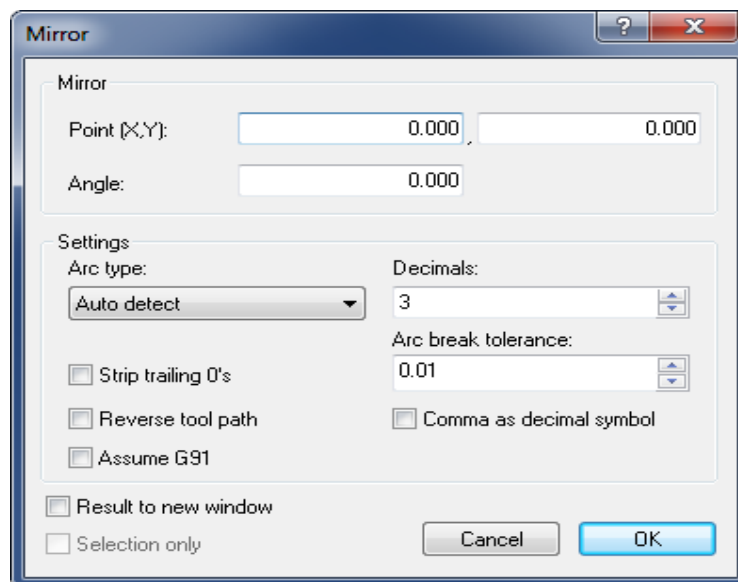 Mirror
?
Mirror
Point (X,Y): 0.000 , 0.000
Angle: 0.000
Settings
Arc type: Decimals:
Auto detect 3
Arc break tolerance:
Strip trailing 0's 0.01
Reverse tool path Comma as decimal symbol
Assume G91
Result to new window
Selection only Cancel OK